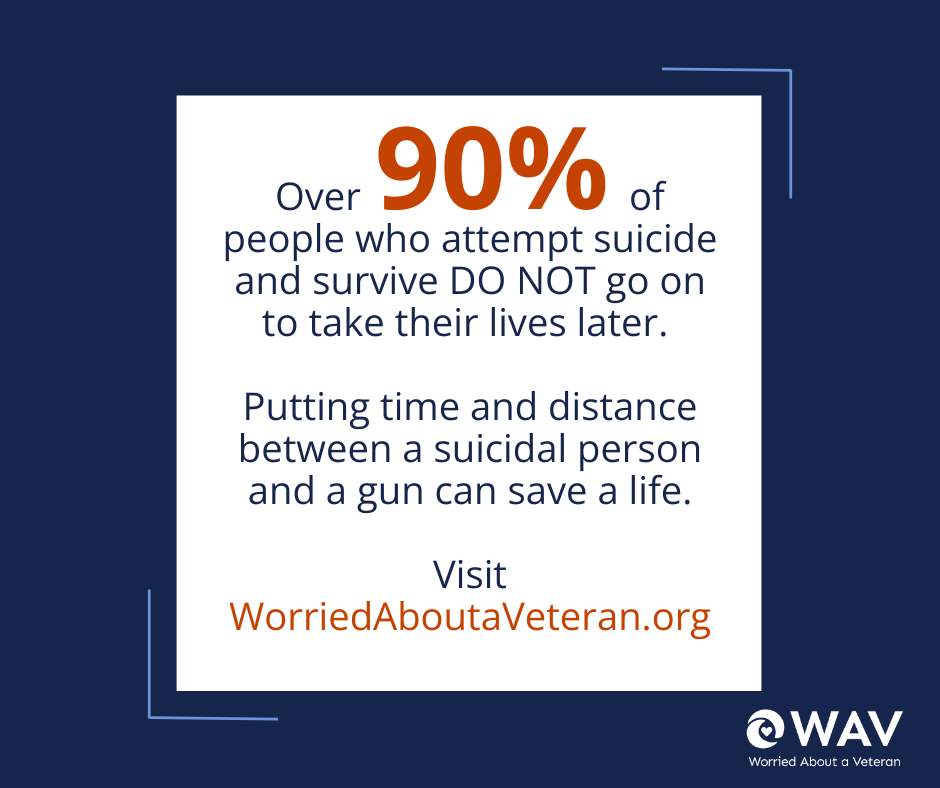 Over 90% of
people who attempt suicide
and survive DO NOT go on
to take their lives later.
Putting time and distance
between a suicidal person
and a gun can save a life.
Visit
WorriedAboutaVeteran.org
WAV
Worried About a Veteran